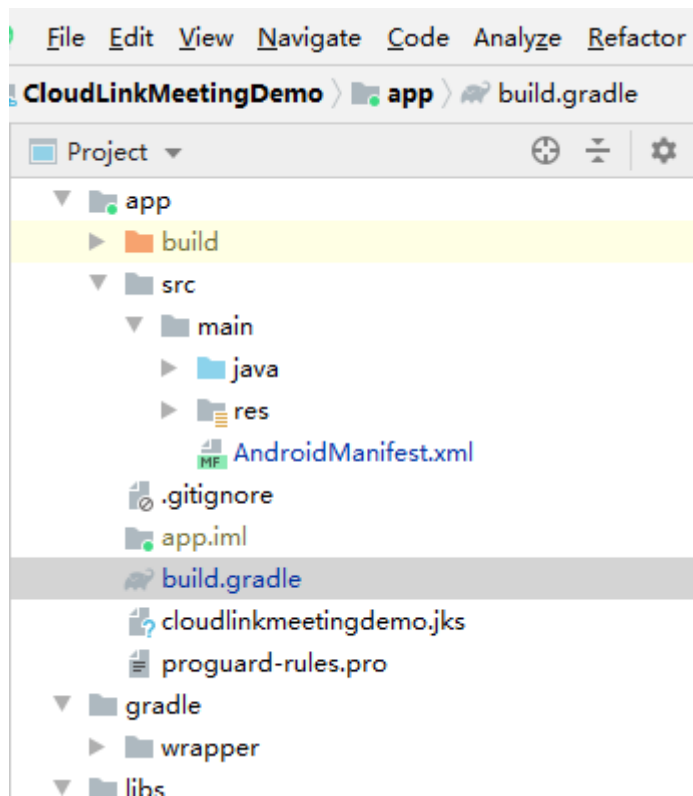 File Edit View Navigate Code Analyze Refactor
CloudLinkMeetingDemo app build.gradle
Project
app
build
src
main
java
res
MF AndroidManifest.xml
.gitignore
app.iml
build.gradle
cloudlinkmeetingdemo.jks
proguard-rules.pro
gradle
wrapper
libs